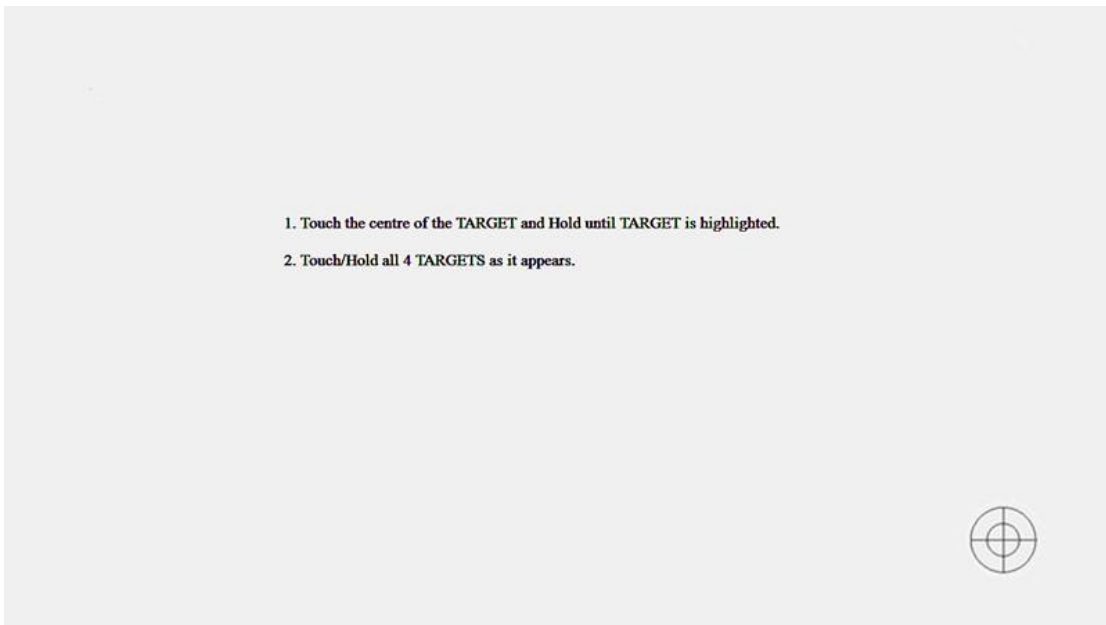 1. Touch the centre of the TARGET and Hold until TARGET is highlighted.
2. Touch/Hold all 4 TARGETS as it appears.